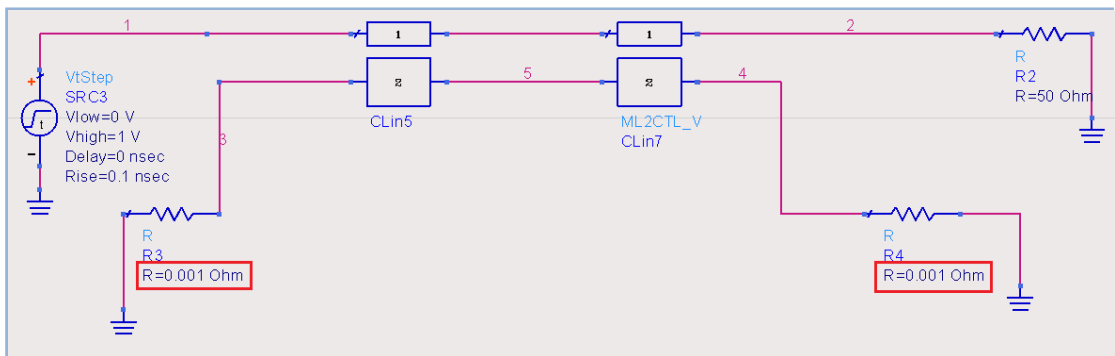 1
2
1
1
VtStep
SRC3
Vlow=0 V
Vhigh=1 V
Delay=0 nsec
Rise=0.1 nsec
t
3
2
5
2
4
CLin5
ML2CTL_V
CLin7
R
R2
R=50 Ohm
R
R3
R=0.001 Ohm
R
R4
R=0.001 Ohm